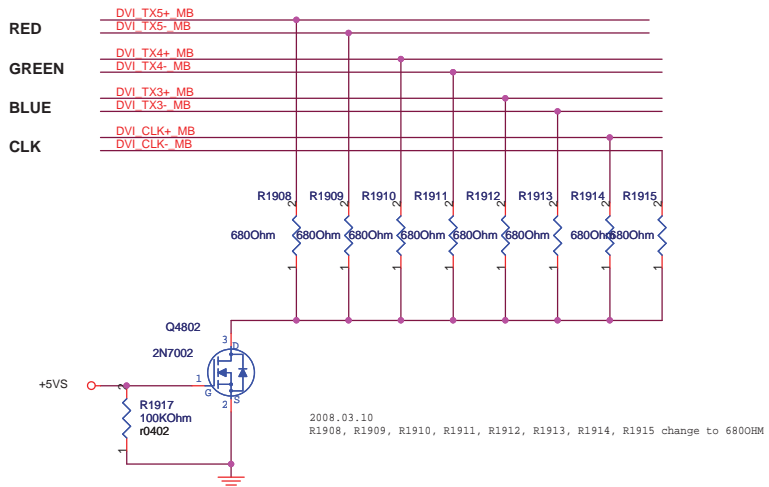 RED
DVI_TX5+_MB
DVI_TX5-_MB
GREEN
DVI_TX4+_MB
DVI_TX4-_MB
BLUE
DVI_TX3+_MB
DVI_TX3-_MB
CLK
DVI_CLK+_MB
DVI_CLK-_MB
R1908 R1909 R1910 R1911 R1912 R1913 R1914 R1915
2 2 2 2 2 2 2 2
680Ohm 680Ohm 680Ohm 680Ohm 680Ohm 680Ohm 680Ohm 680Ohm
1 1 1 1 1 1 1 1
Q4802
2N7002
3 D
1 G
2 S
+5VS
2
R1917
100KOhm
r0402
1
2008.03.10
R1908, R1909, R1910, R1911, R1912, R1913, R1914, R1915 change to 680OHM